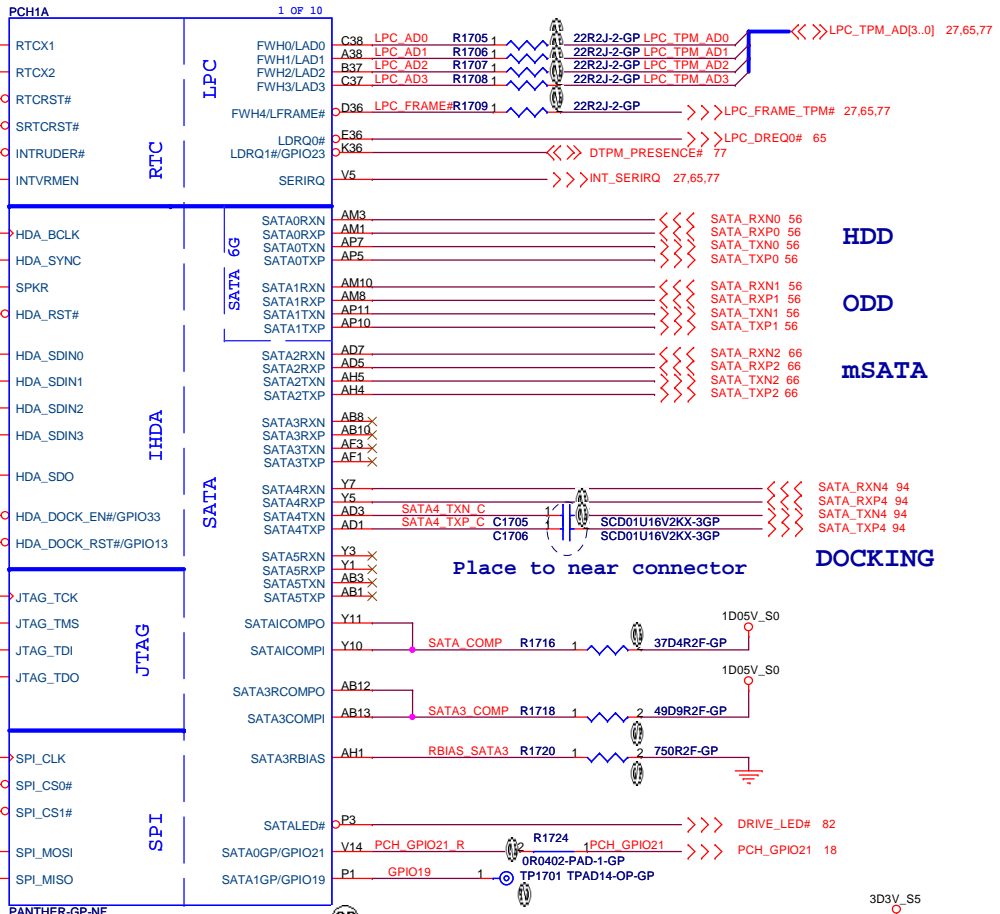 PCH1A 1 OF 10
RTCX1 FWH0/LAD0 C38 LPC_AD0 R1705 1 22R2J-2-GP LPC_TPM_AD0 LPC_TPM_AD[3..0] 27,65,77
FWH1/LAD1 A38 LPC_AD1 R1706 1 22R2J-2-GP LPC_TPM_AD1
RTCX2 FWH2/LAD2 B37 LPC_AD2 R1707 1 22R2J-2-GP LPC_TPM_AD2
FWH3/LAD3 C37 LPC_AD3 R1708 1 22R2J-2-GP LPC_TPM_AD3
LPC
RTCRST#
FWH4/LFRAME# D36 LPC_FRAME# R1709 1 22R2J-2-GP LPC_FRAME_TPM# 27,65,77
SRTCRST#
LDRQ0# E36 LPC_DREQ0# 65
INTRUDER# LDRQ1#/GPIO23 K36 DTPM_PRESENCE# 77
RTC
INTVRMEN SERIRQ V5 INT_SERIRQ 27,65,77
SATA0RXN AM3 SATA_RXN0 56
HDA_BCLK SATA0RXP AM1 SATA_RXP0 56
SATA0TXN AP7 SATA_TXN0 56
HDA_SYNC SATA0TXP AP5 SATA_TXP0 56
HDD
SATA 6G
SPKR SATA1RXN AM10 SATA_RXN1 56
SATA1RXP AM8 SATA_RXP1 56
HDA_RST# SATA1TXN AP11 SATA_TXN1 56
SATA1TXP AP10 SATA_TXP1 56
ODD
HDA_SDIN0 SATA2RXN AD7 SATA_RXN2 66
SATA2RXP AD5 SATA_RXP2 66
HDA_SDIN1 SATA2TXN AH5 SATA_TXN2 66
SATA2TXP AH4 SATA_TXP2 66
mSATA
HDA_SDIN2 SATA3RXN AB8
SATA3RXP AB10
HDA_SDIN3 SATA3TXN AF3
SATA3TXP AF1
IHDA
HDA_SDO SATA4RXN Y7 SATA_RXN4 94
SATA4RXP Y5 SATA_RXP4 94
HDA_DOCK_EN#/GPIO33 SATA4TXN AD3 SATA4_TXN_C C1705 1 SCD01U16V2KX-3GP SATA_TXN4 94
SATA4TXP AD1 SATA4_TXP_C C1706 1 SCD01U16V2KX-3GP SATA_TXP4 94
SATA
HDA_DOCK_RST#/GPIO13 SATA5RXN Y3
SATA5RXP Y1
SATA5TXN AB3
SATA5TXP AB1
Place to near connector
DOCKING
JTAG_TCK
JTAG_TMS SATAICOMPO Y11 1D05V_S0
JTAG_TDI SATAICOMPI Y10 SATA_COMP R1716 1 2 37D4R2F-GP
JTAG
JTAG_TDO 1D05V_S0
SATA3RCOMPO AB12
SATA3COMPI AB13 SATA3_COMP R1718 1 2 49D9R2F-GP
SPI_CLK SATA3RBIAS AH1 RBIAS_SATA3 R1720 1 2 750R2F-GP
SPI_CS0#
SPI_CS1#
SPI
SATALED# P3 DRIVE_LED# 82
SPI_MOSI SATA0GP/GPIO21 V14 PCH_GPIO21_R 2 R1724 1 PCH_GPIO21 PCH_GPIO21 18
0R0402-PAD-1-GP
SPI_MISO SATA1GP/GPIO19 P1 GPIO19 1 TP1701 TPAD14-OP-GP
3D3V_S5
PANTHER-GP-NF